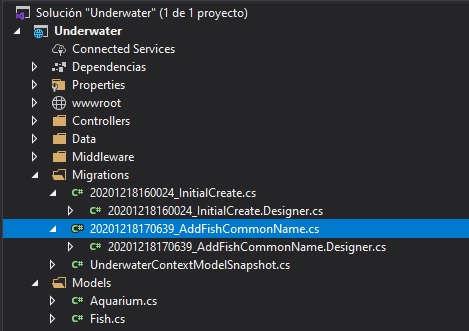 Solución "Underwater" (1 de 1 proyecto)
Underwater
Connected Services
Dependencias
Properties
wwwroot
Controllers
Data
Middleware
Migrations
C# 20201218160024_InitialCreate.cs
C# 20201218160024_InitialCreate.Designer.cs
C# 20201218170639_AddFishCommonName.cs
C# 20201218170639_AddFishCommonName.Designer.cs
C# UnderwaterContextModelSnapshot.cs
Models
C# Aquarium.cs
C# Fish.cs